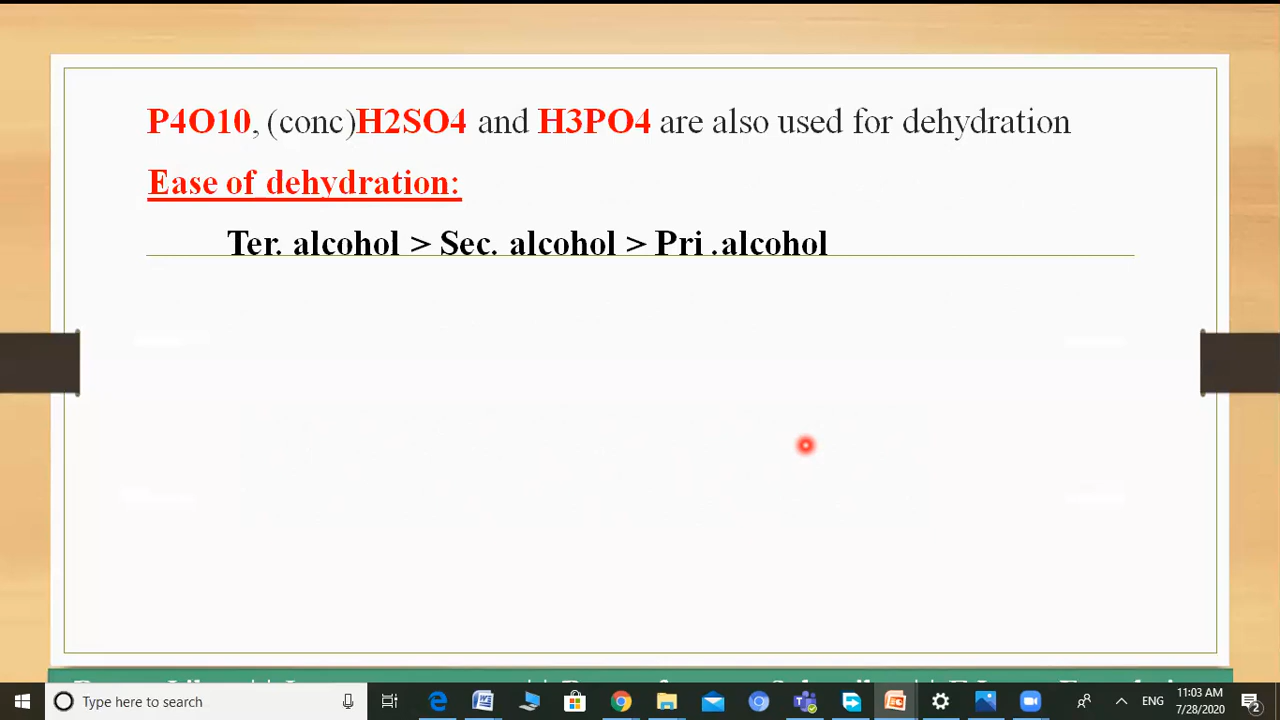 P4O10, (conc)H2SO4 and H3PO4 are also used for dehydration
Ease of dehydration:
Ter. alcohol > Sec. alcohol > Pri .alcohol
Type here to search
ENG
11:03 AM
7/28/2020
2